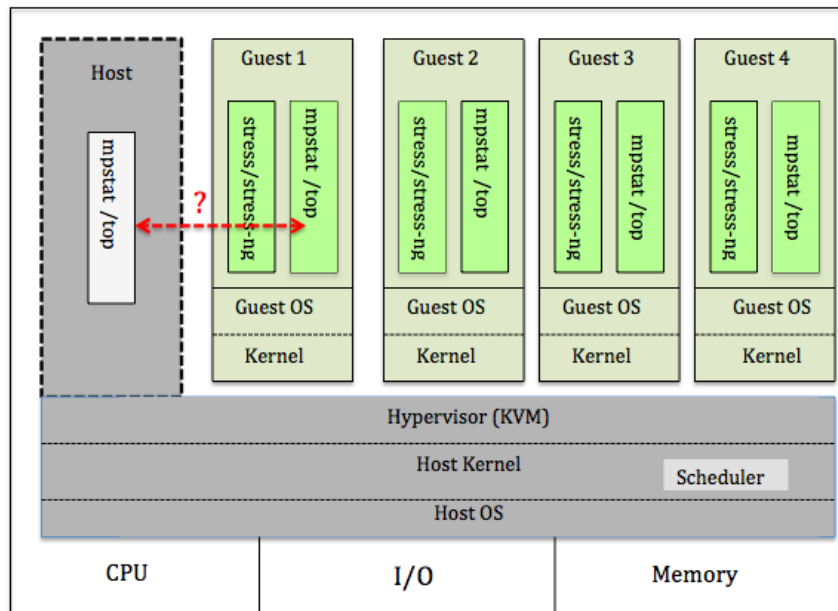 Host
mpstat /top
?
Guest 1
stress/stress-ng
mpstat /top
Guest OS
Kernel
Guest 2
stress/stress-ng
mpstat /top
Guest OS
Kernel
Guest 3
stress/stress-ng
mpstat /top
Guest OS
Kernel
Guest 4
stress/stress-ng
mpstat /top
Guest OS
Kernel
Hypervisor (KVM)
Host Kernel
Scheduler
Host OS
CPU
I/O
Memory